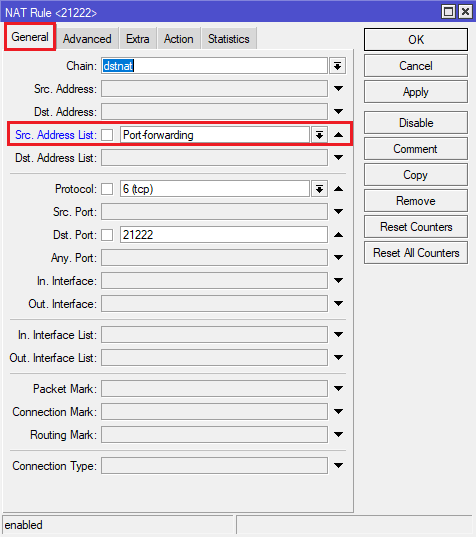 NAT Rule <21222>
General Advanced Extra Action Statistics
OK
Chain: dstnat
Cancel
Src. Address:
Apply
Dst. Address:
Src. Address List: Port-forwarding
Disable
Dst. Address List:
Comment
Copy
Protocol: 6 (tcp)
Remove
Src. Port:
Reset Counters
Dst. Port: 21222
Reset All Counters
Any. Port:
In. Interface:
Out. Interface:
In. Interface List:
Out. Interface List:
Packet Mark:
Connection Mark:
Routing Mark:
Connection Type:
enabled